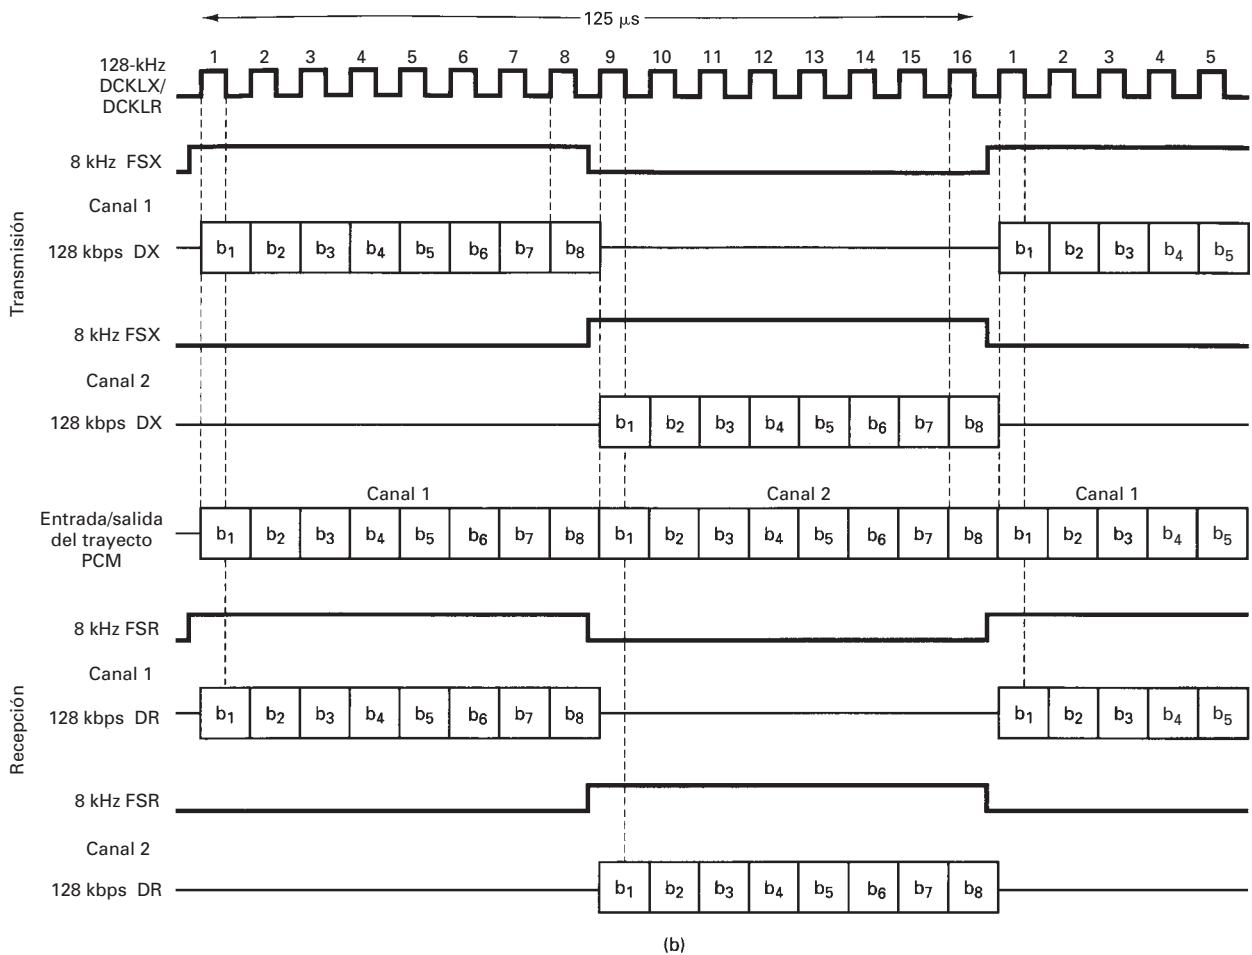 125 μs
1 2 3 4 5 6 7 8 9 10 11 12 13 14 15 16 1 2 3 4 5
128-kHz
DCKLX/
DCKLR
8 kHz FSX
Canal 1
128 kbps DX
b1 b2 b3 b4 b5 b6 b7 b8 b1 b2 b3 b4 b5
Transmisión
8 kHz FSX
Canal 2
128 kbps DX
b1 b2 b3 b4 b5 b6 b7 b8
Canal 1 Canal 2 Canal 1
Entrada/salida
del trayecto
PCM
b1 b2 b3 b4 b5 b6 b7 b8 b1 b2 b3 b4 b5 b6 b7 b8 b1 b2 b3 b4 b5
8 kHz FSR
Canal 1
128 kbps DR
b1 b2 b3 b4 b5 b6 b7 b8 b1 b2 b3 b4 b5
Recepción
8 kHz FSR
Canal 2
128 kbps DR
b1 b2 b3 b4 b5 b6 b7 b8
(b)